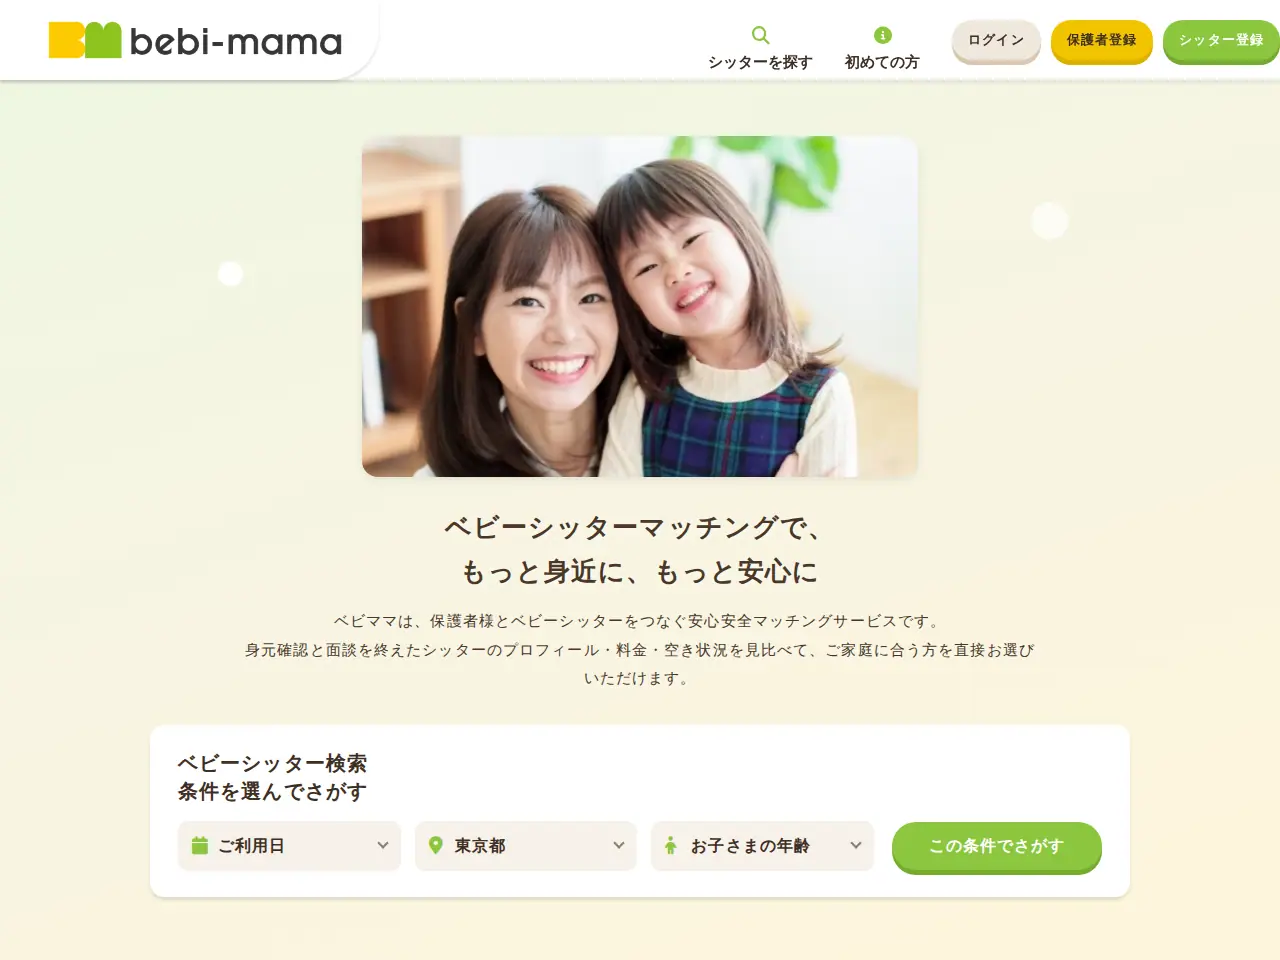 bebi-mama
シッターを探す
初めての方
ログイン
保護者登録
シッター登録
ベビーシッターマッチングで、
もっと身近に、もっと安心に
ベビママは、保護者様とベビーシッターをつなぐ安心安全マッチングサービスです。
身元確認と面談を終えたシッターのプロフィール・料金・空き状況を見比べて、ご家庭に合う方を直接お選び
いただけます。
ベビーシッター検索
条件を選んでさがす
ご利用日
東京都
お子さまの年齢
この条件でさがす